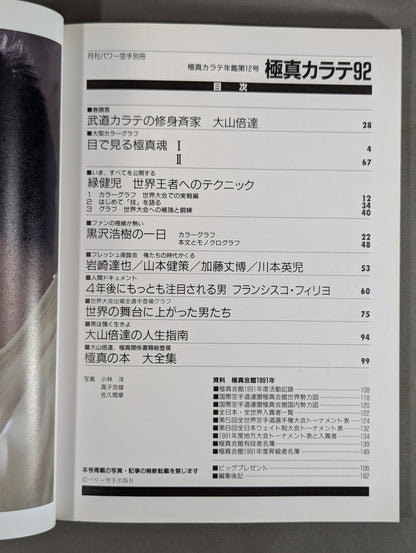 月刊パワー空手別冊
極真カラテ年鑑第12号 極真カラテ92
目次
■巻頭言
武道カラテの修身斉家 大山倍達 28
■大型カラーグラフ
目で見る極真魂 Ⅰ 4
Ⅱ 67
■いま、すべてを公開する
緑健児 世界王者へのテクニック
1 カラーグラフ 世界大会での実戦編 12
2 はじめて「技」を語る 34
3 グラフ 世界大会への補強と鍛練 40
■ファンの視線が熱い
黒沢浩樹の一日 カラーグラフ 22
本文とモノクログラフ 48
■フレッシュ座談会 俺たちの時代がくる
岩崎達也/山本健策/加藤丈博/川本英児 53
■人間ドキュメント
4年後にもっとも注目される男 フランシスコ・フィリョ 60
■世界大会出場全選手登場グラフ
世界の舞台に上がった男たち 75
■男は強く生きよ
大山倍達の人生指南 94
■大山倍達、極真関係書籍総登場
極真の本 大全集 99
写真 小林 洋
高子忠雄
佐久間章
資料 極真会館1991年
■極真会館1991年度活動記録 108
■国際空手道連盟極真会館世界勢力図 118
■国際空手道連盟極真会館国内勢力図 120
■全日本・全世界入賞者一覧 122
■第5回全世界空手道選手権大会トーナメント表 124
■第8回全日本ウェイト制大会トーナメント表 132
■1991年度地方大会トーナメント表と入賞者 134
■極真会館有段者名簿 139
■極真会館1991年度昇級者名簿 149
■ビッグプレゼント 106
■編集後記 162
本号掲載の写真・記事の無断転載を禁じます
©パワー空手出版社